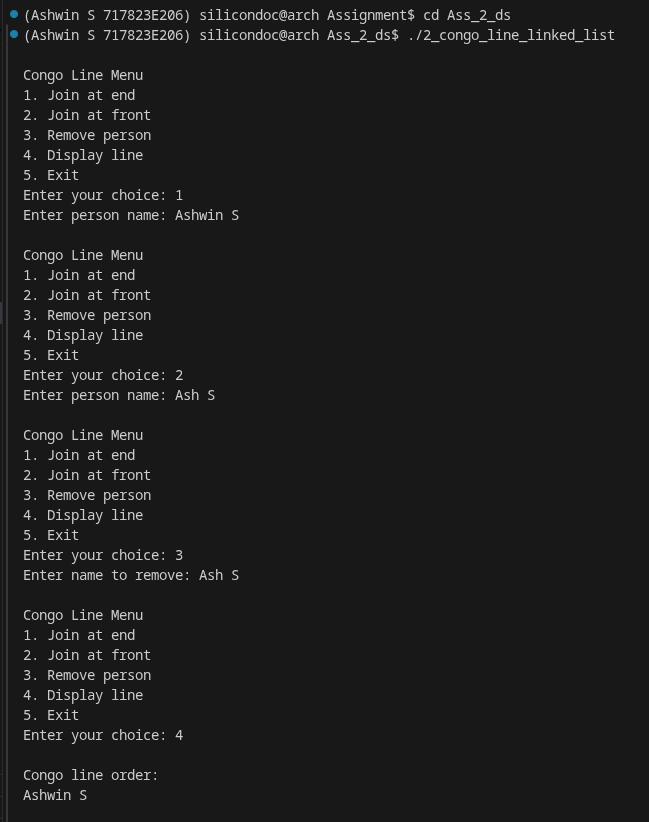 (Ashwin S 717823E206) silicondoc@arch Assignment$ cd Ass_2_ds
(Ashwin S 717823E206) silicondoc@arch Ass_2_ds$ ./2_congo_line_linked_list
Congo Line Menu
1. Join at end
2. Join at front
3. Remove person
4. Display line
5. Exit
Enter your choice: 1
Enter person name: Ashwin S
Congo Line Menu
1. Join at end
2. Join at front
3. Remove person
4. Display line
5. Exit
Enter your choice: 2
Enter person name: Ash S
Congo Line Menu
1. Join at end
2. Join at front
3. Remove person
4. Display line
5. Exit
Enter your choice: 3
Enter name to remove: Ash S
Congo Line Menu
1. Join at end
2. Join at front
3. Remove person
4. Display line
5. Exit
Enter your choice: 4
Congo line order:
Ashwin S